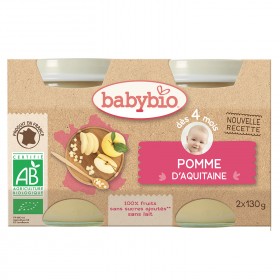 babybio
dès 4 mois
NOUVELLE
RECETTE
PRODUIT EN FRANCE
POMME
D'AQUITAINE
CERTIFIÉ
AB
AGRICULTURE
BIOLOGIQUE
100% fruits
sans sucres ajoutés**
sans lait
2x130g